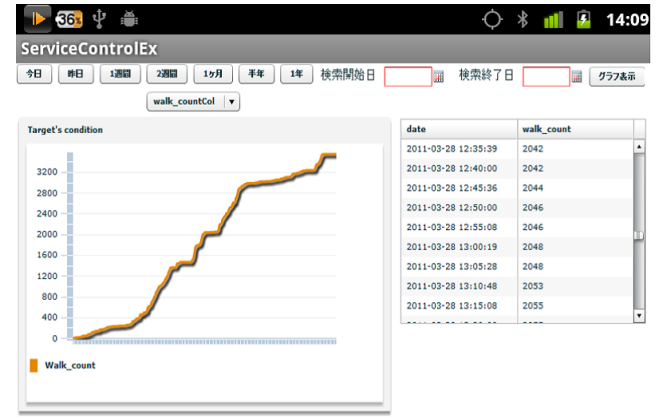 36% 14:09
ServiceControlEx
今日 昨日 1週間 2週間 1ヶ月 半年 1年 検索開始日 検索終了日 グラフ表示
walk_countCol
Target's condition
3200
2800
2400
2000
1600
1200
800
400
0
Walk_count
date walk_count
2011-03-28 12:35:39 2042
2011-03-28 12:40:00 2042
2011-03-28 12:45:36 2044
2011-03-28 12:50:00 2046
2011-03-28 12:55:08 2046
2011-03-28 13:00:19 2048
2011-03-28 13:05:28 2048
2011-03-28 13:10:48 2053
2011-03-28 13:15:08 2055